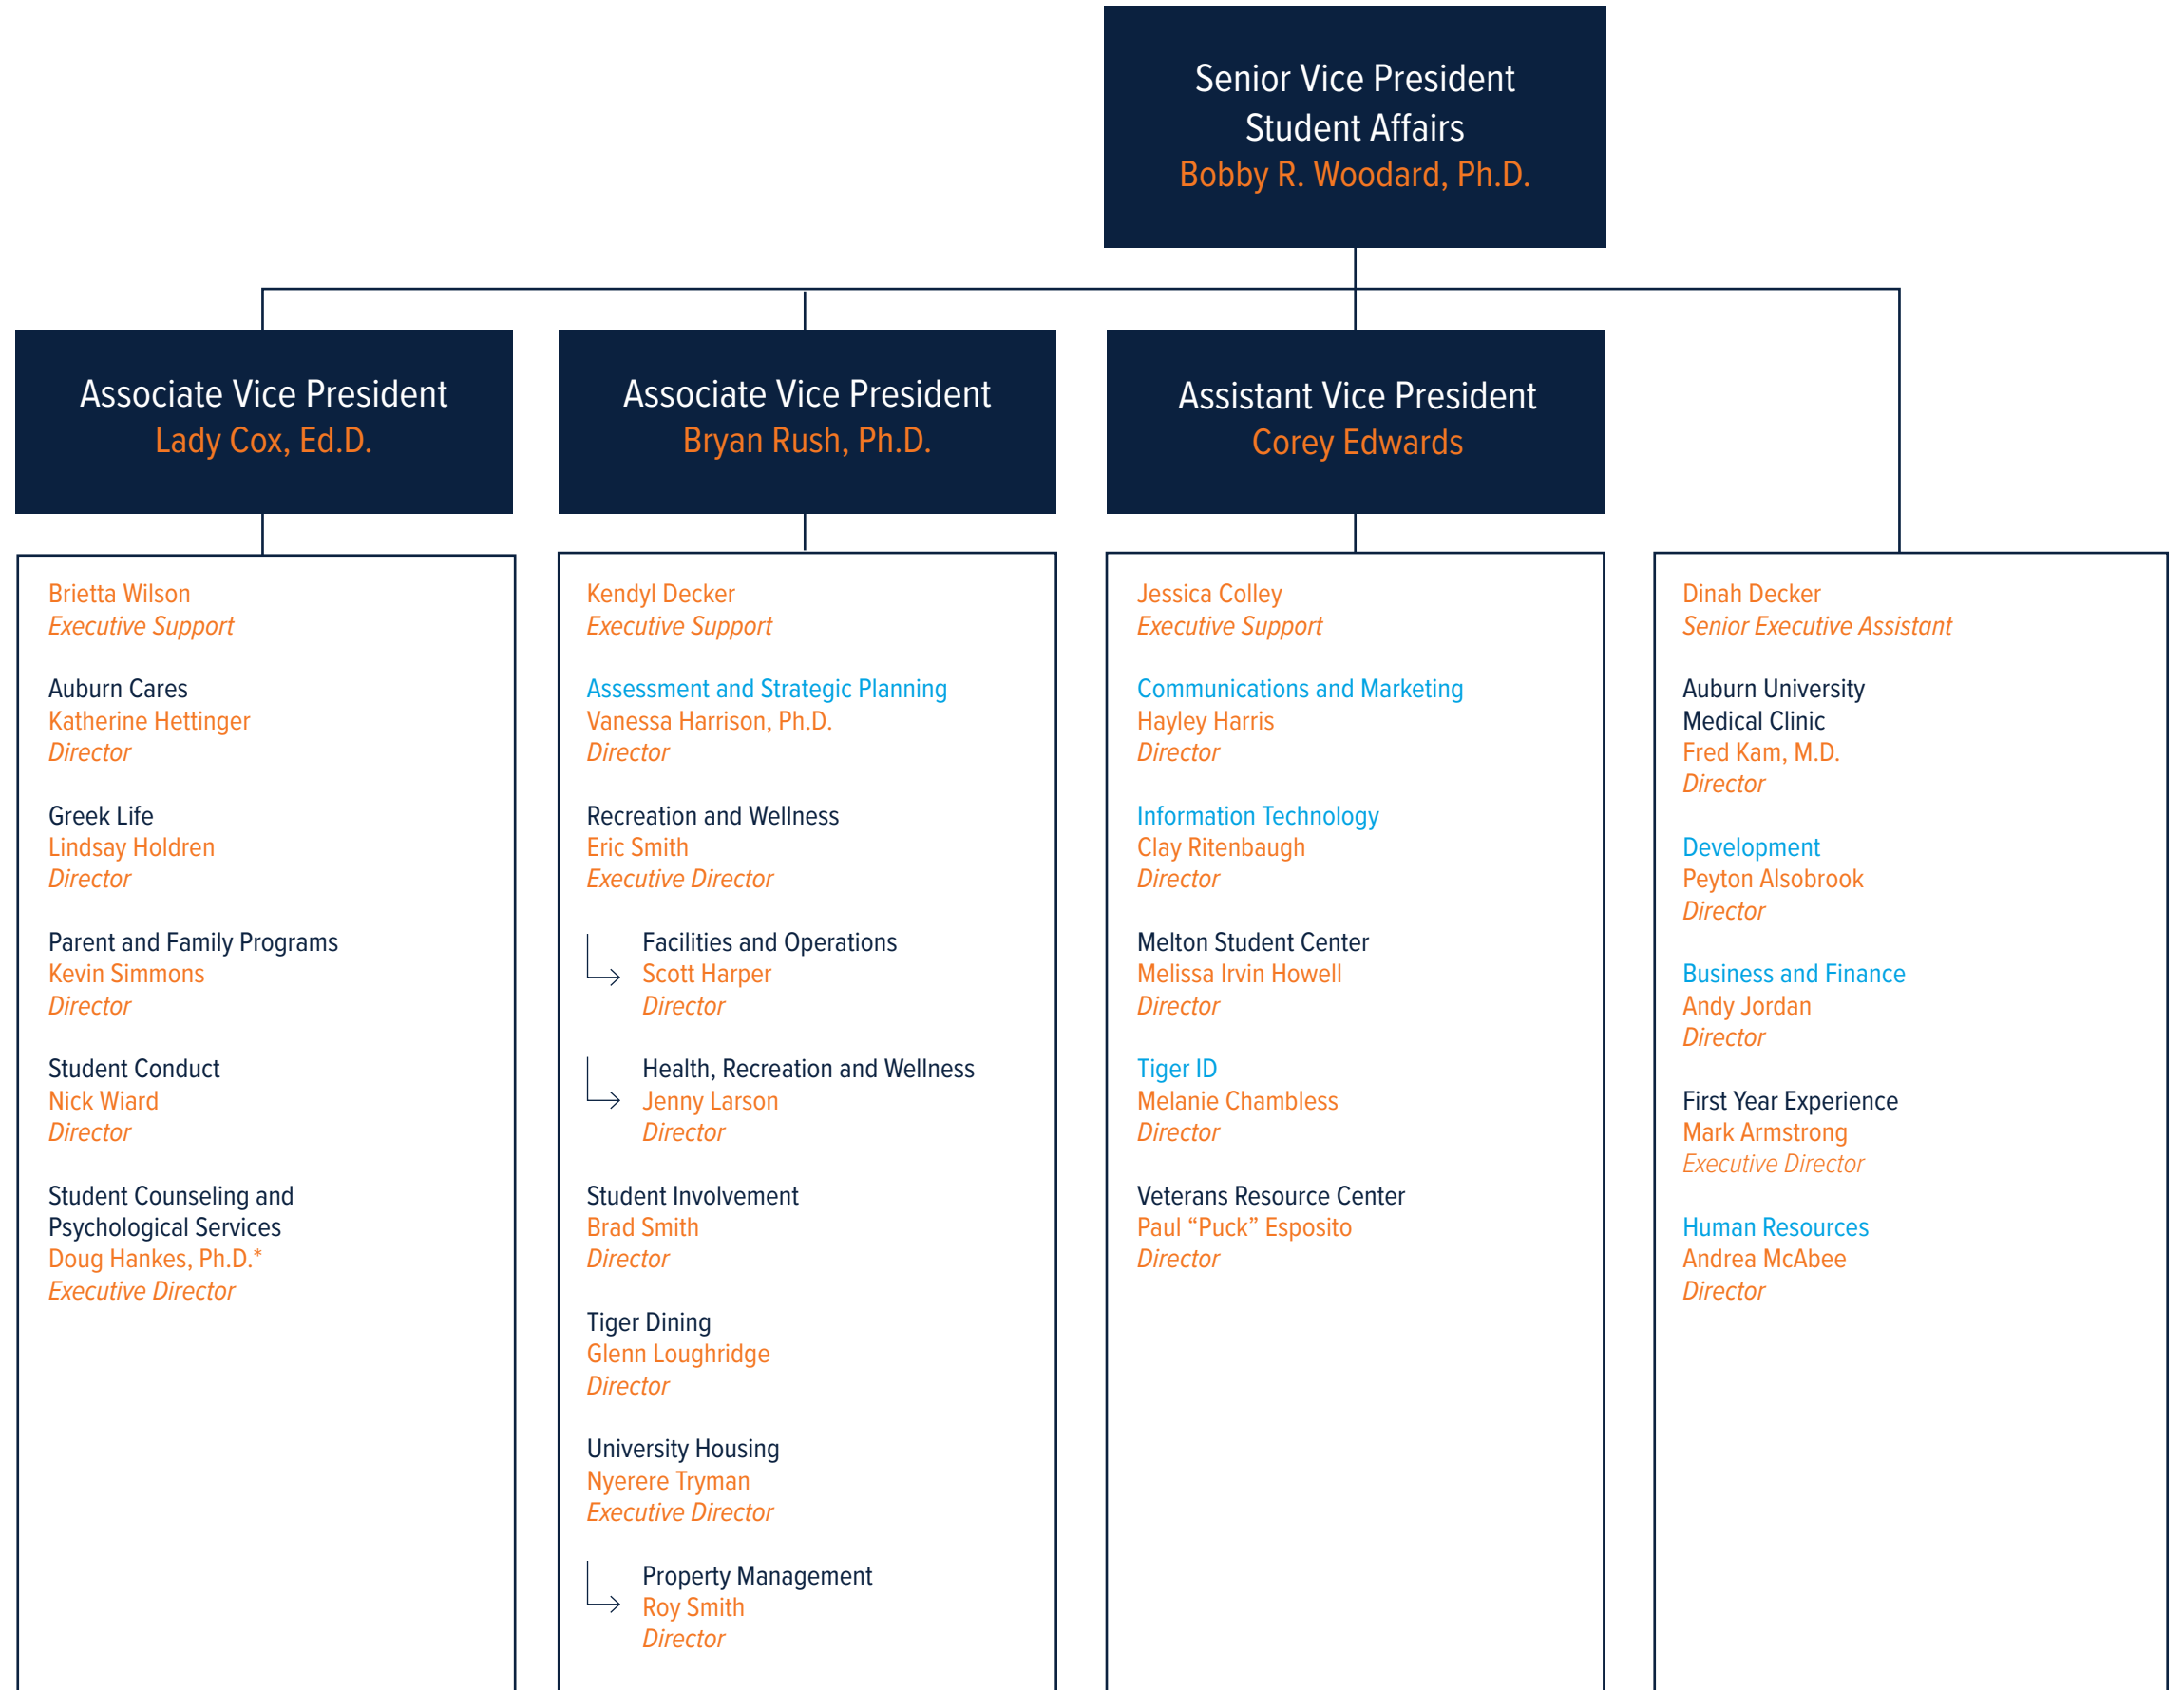 Senior Vice President
Student Affairs
Bobby R. Woodard, Ph.D.
Associate Vice President
Lady Cox, Ed.D.
Associate Vice President
Bryan Rush, Ph.D.
Assistant Vice President
Corey Edwards
Brietta Wilson
Executive Support
Auburn Cares
Katherine Hettinger
Director
Greek Life
Lindsay Holdren
Director
Parent and Family Programs
Kevin Simmons
Director
Student Conduct
Nick Wiard
Director
Student Counseling and
Psychological Services
Doug Hankes, Ph.D.*
Executive Director
Kendyl Decker
Executive Support
Assessment and Strategic Planning
Vanessa Harrison, Ph.D.
Director
Recreation and Wellness
Eric Smith
Executive Director
Facilities and Operations
Scott Harper
Director
Health, Recreation and Wellness
Jenny Larson
Director
Student Involvement
Brad Smith
Director
Tiger Dining
Glenn Loughridge
Director
University Housing
Nyerere Tryman
Executive Director
Property Management
Roy Smith
Director
Jessica Colley
Executive Support
Communications and Marketing
Hayley Harris
Director
Information Technology
Clay Ritenbaugh
Director
Melton Student Center
Melissa Irvin Howell
Director
Tiger ID
Melanie Chambless
Director
Veterans Resource Center
Paul “Puck” Esposito
Director
Dinah Decker
Senior Executive Assistant
Auburn University
Medical Clinic
Fred Kam, M.D.
Director
Development
Peyton Alsobrook
Director
Business and Finance
Andy Jordan
Director
First Year Experience
Mark Armstrong
Executive Director
Human Resources
Andrea McAbee
Director